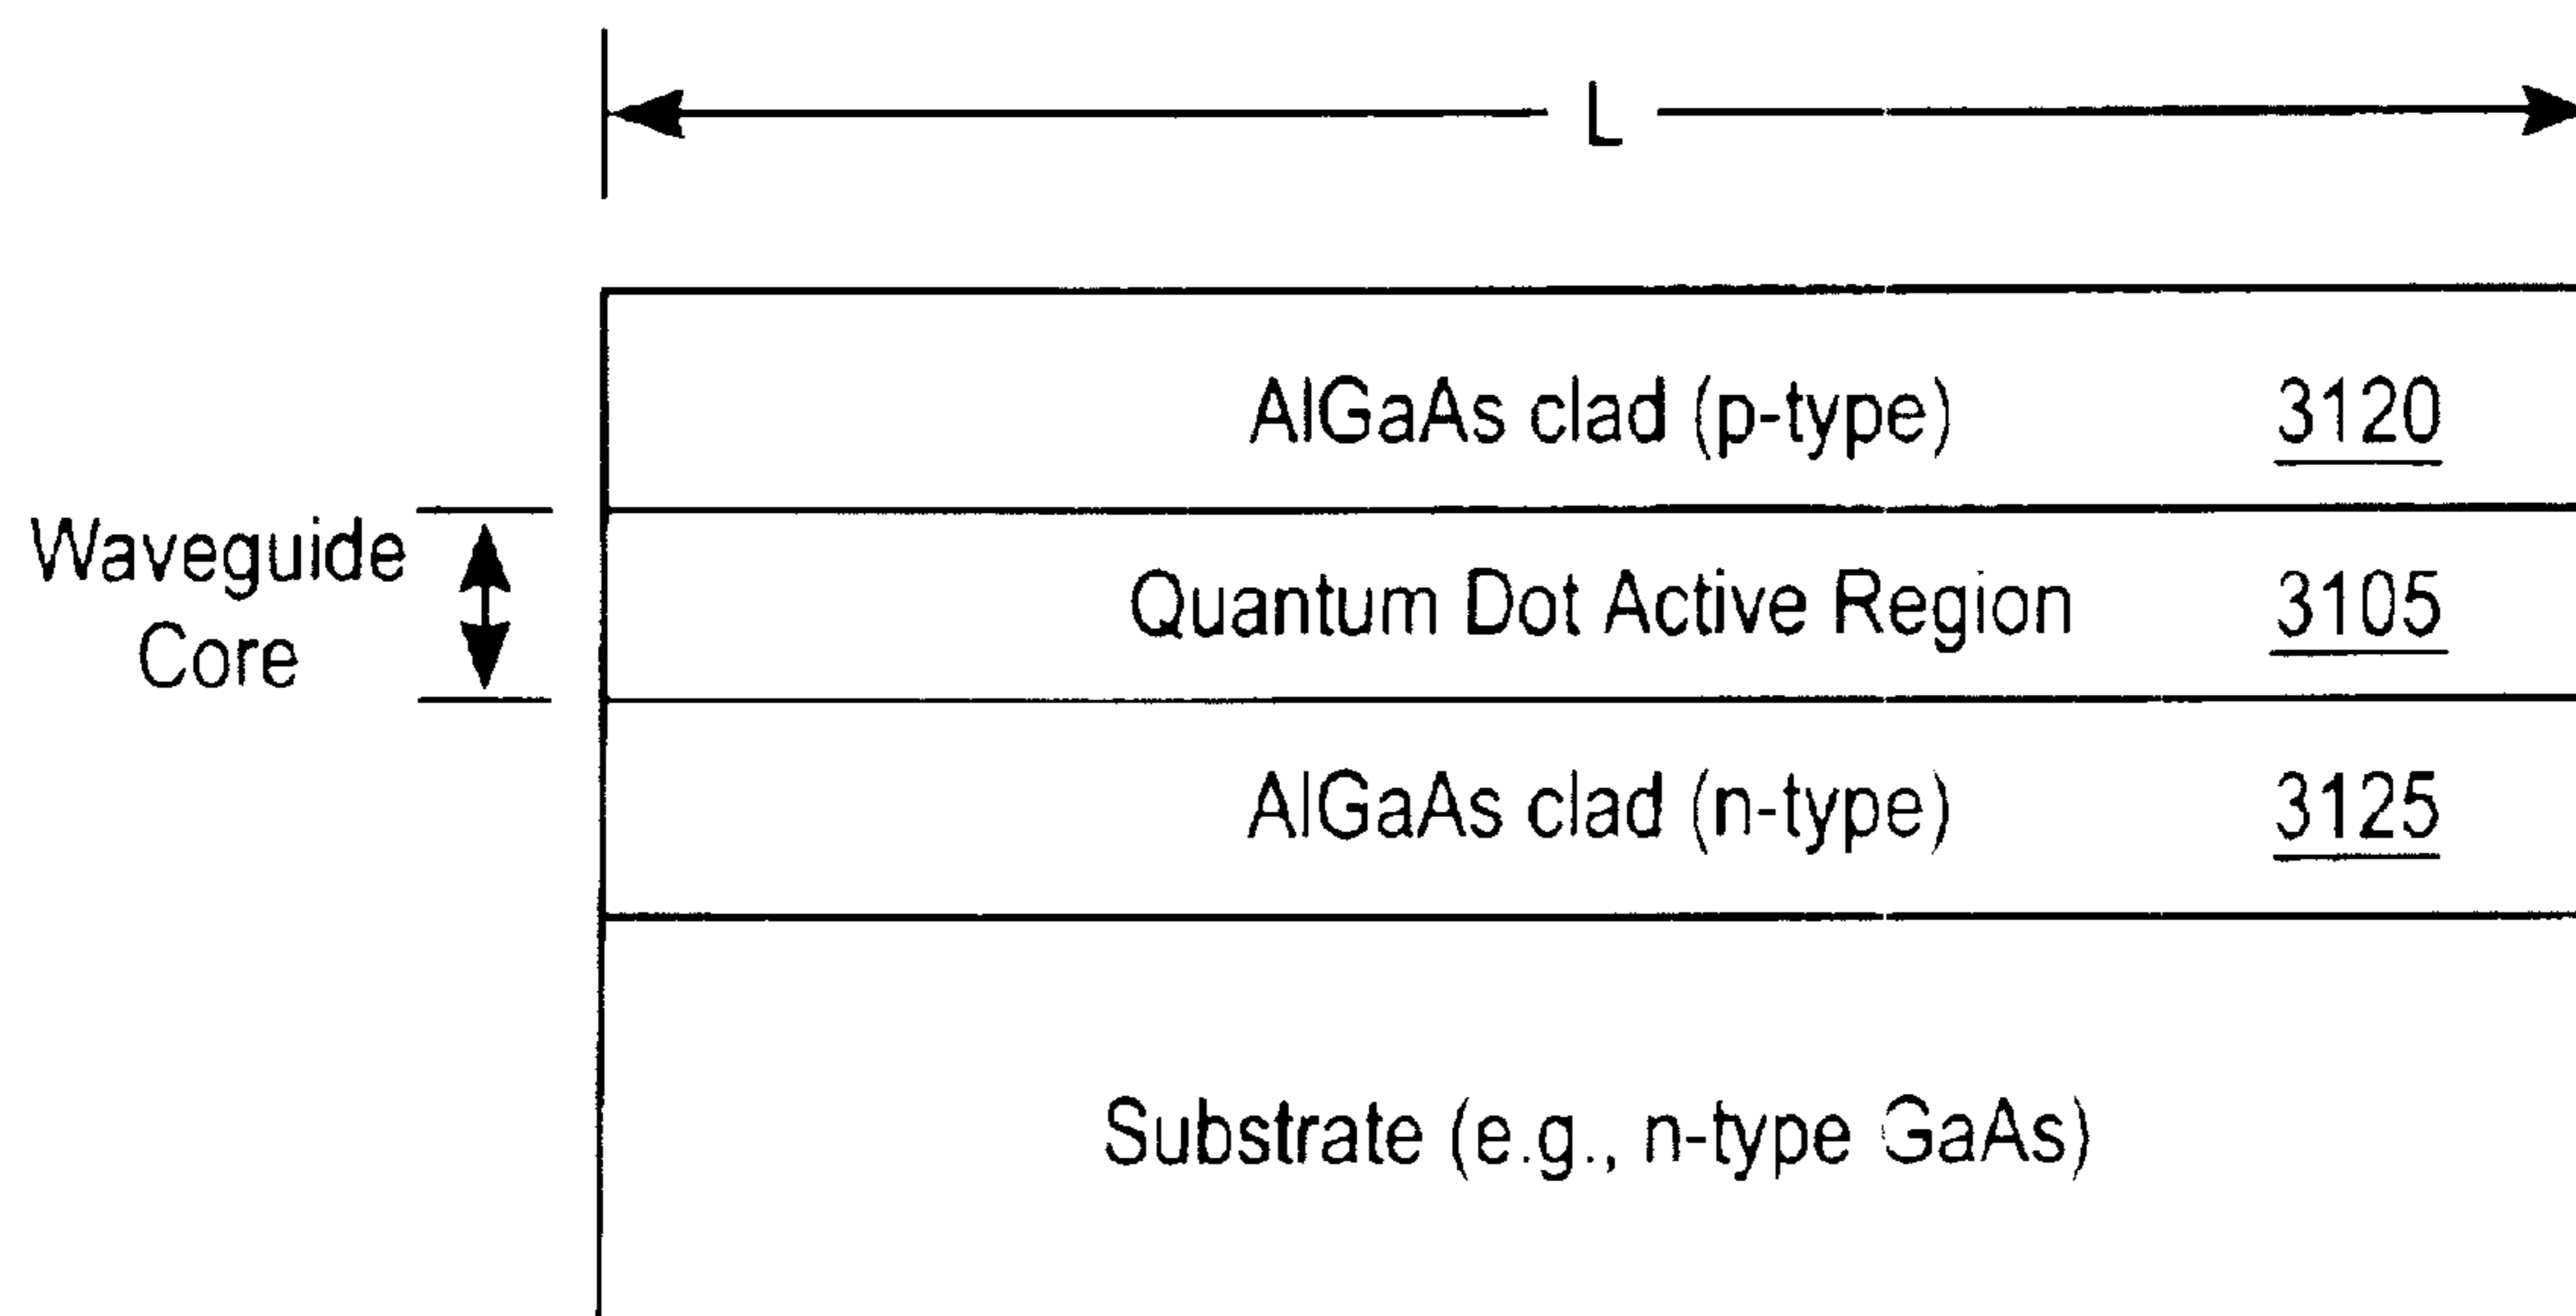 L
AlGaAs clad (p-type) 3120
Waveguide
Core
Quantum Dot Active Region 3105
AlGaAs clad (n-type) 3125
Substrate (e.g., n-type GaAs)